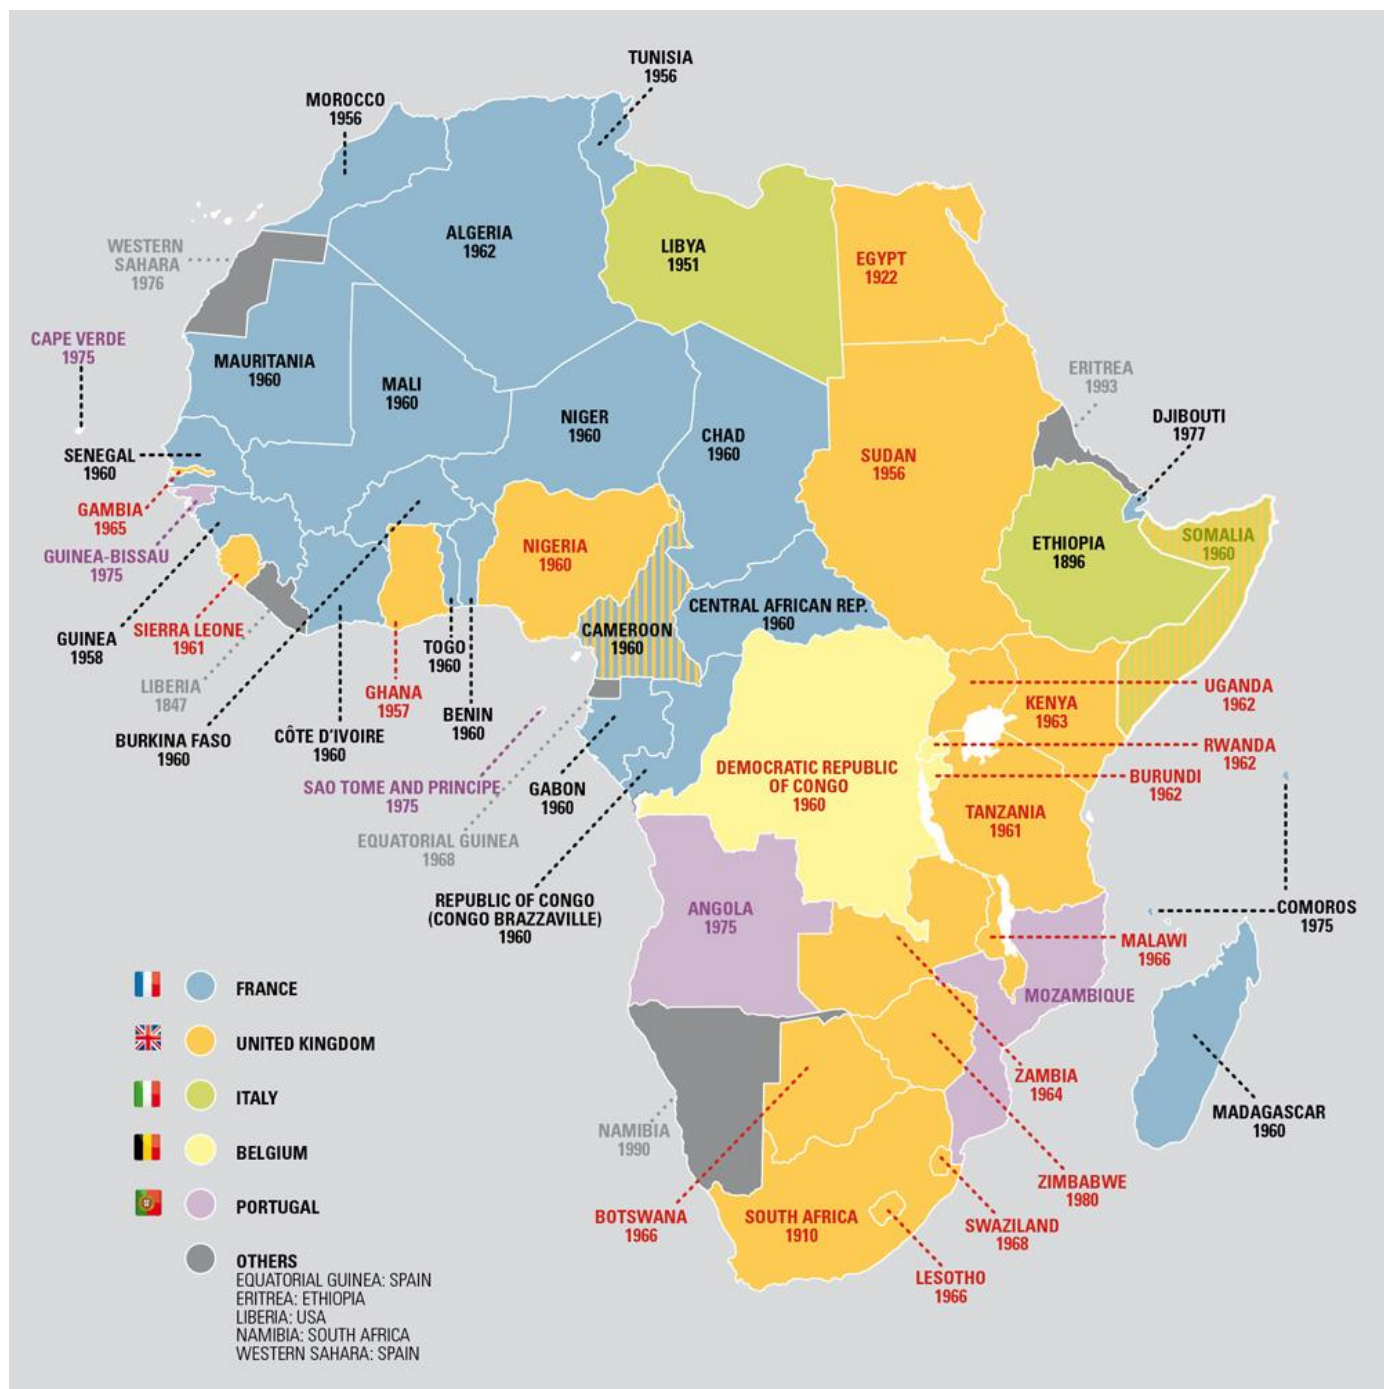 TUNISIA
1956
MOROCCO
1956
ALGERIA
1962
LIBYA
1951
EGYPT
1922
WESTERN
SAHARA
1976
CAPE VERDE
1975
MAURITANIA
1960
MALI
1960
NIGER
1960
CHAD
1960
SUDAN
1956
ERITREA
1993
DJIBOUTI
1977
SENEGAL
1960
GAMBIA
1965
GUINEA-BISSAU
1975
NIGERIA
1960
ETHIOPIA
1896
SOMALIA
1960
GUINEA
1958
SIERRA LEONE
1961
LIBERIA
1847
BURKINA FASO
1960
CÔTE D'IVOIRE
1960
GHANA
1957
TOGO
1960
BENIN
1960
CAMEROON
1960
CENTRAL AFRICAN REP.
1960
SAO TOME AND PRINCIPE
1975
EQUATORIAL GUINEA
1968
GABON
1960
REPUBLIC OF CONGO
(CONGO BRAZZAVILLE)
1960
DEMOCRATIC REPUBLIC
OF CONGO
1960
UGANDA
1962
KENYA
1963
RWANDA
1962
BURUNDI
1962
TANZANIA
1961
ANGOLA
1975
COMOROS
1975
MALAWI
1966
MOZAMBIQUE
ZAMBIA
1964
MADAGASCAR
1960
NAMIBIA
1990
ZIMBABWE
1980
BOTSWANA
1966
SOUTH AFRICA
1910
SWAZILAND
1968
LESOTHO
1966
FRANCE
UNITED KINGDOM
ITALY
BELGIUM
PORTUGAL
OTHERS
EQUATORIAL GUINEA: SPAIN
ERITREA: ETHIOPIA
LIBERIA: USA
NAMIBIA: SOUTH AFRICA
WESTERN SAHARA: SPAIN